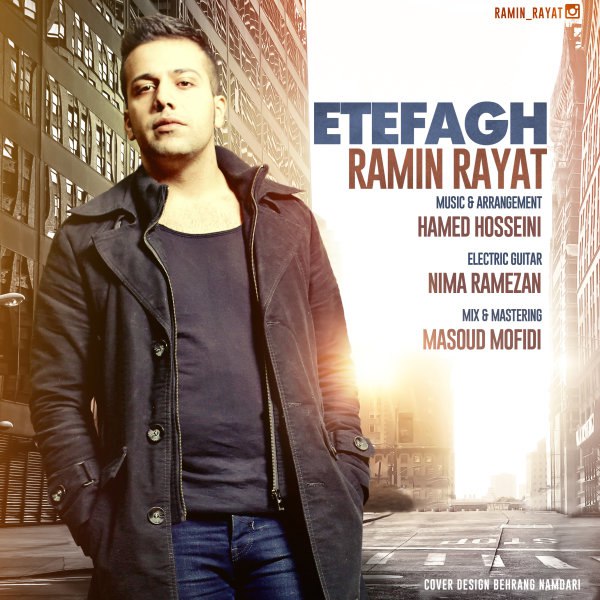 RAMIN_RAYAT
ETEFAGH
RAMIN RAYAT
MUSIC & ARRANGEMENT
HAMED HOSSEINI
ELECTRIC GUITAR
NIMA RAMEZAN
MIX & MASTERING
MASOUD MOFIDI
STOP
COVER DESIGN BEHRANG NAMDARI